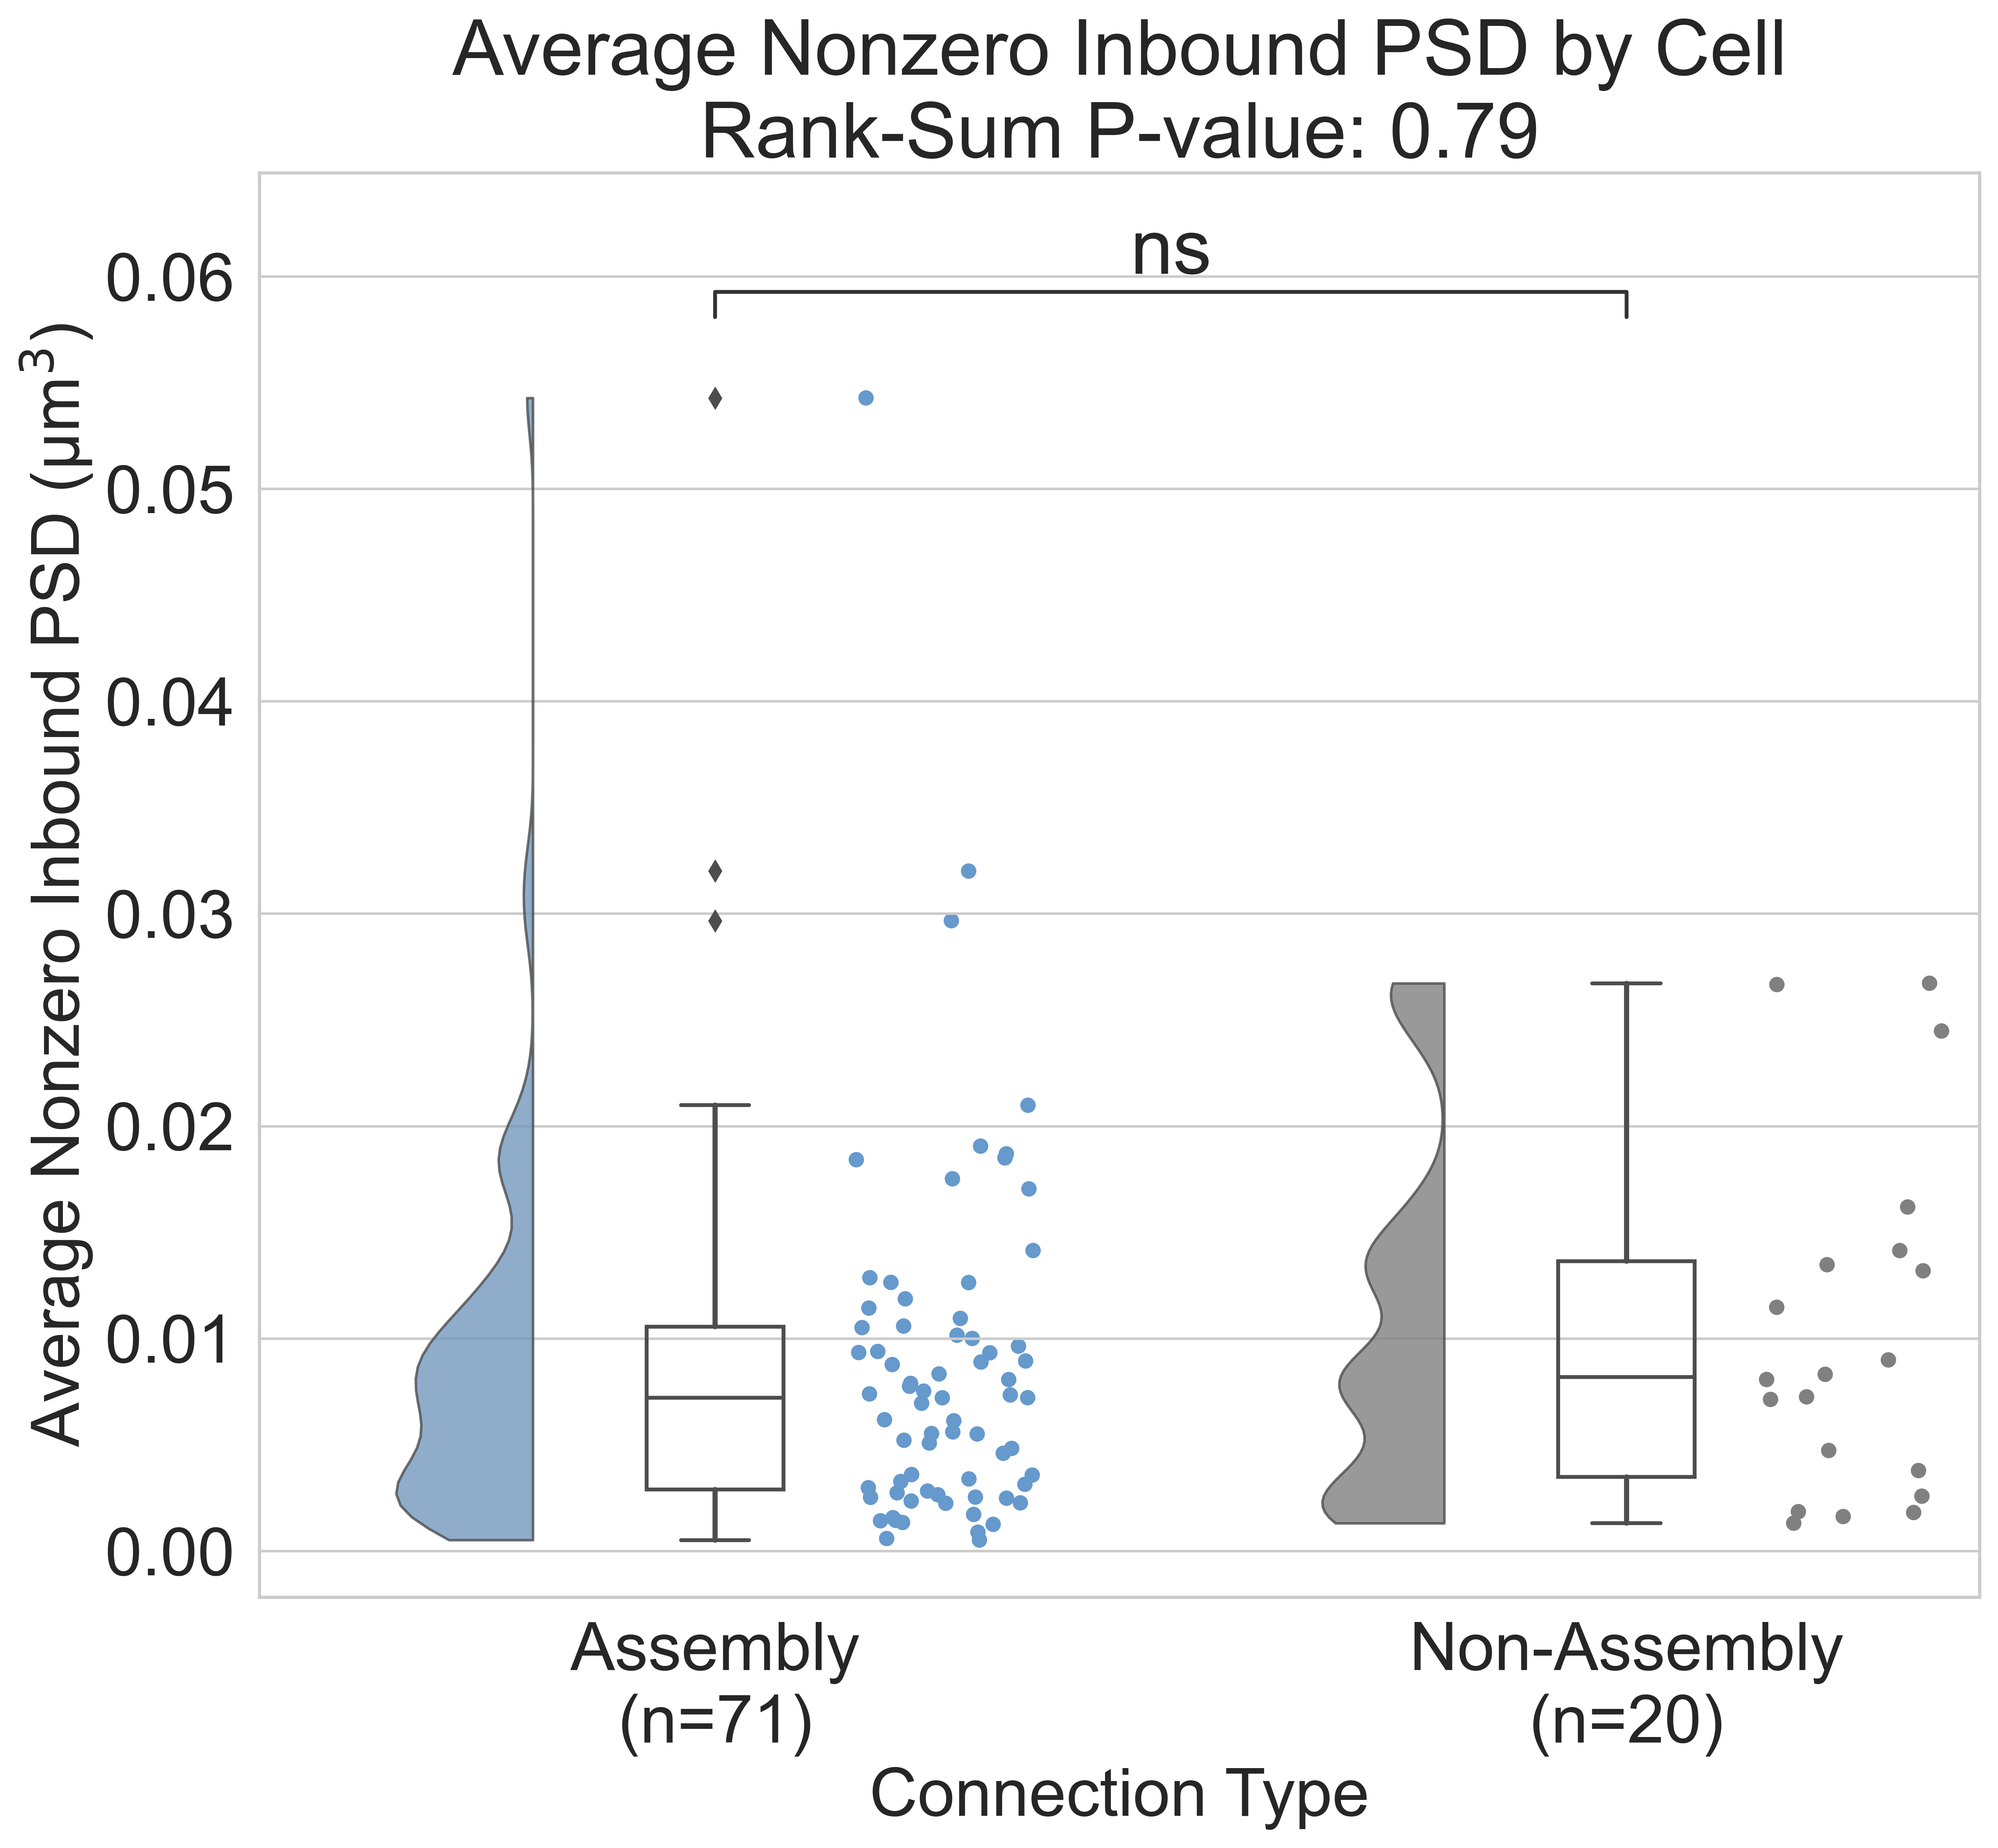 Average Nonzero Inbound PSD by Cell
Rank-Sum P-value: 0.79
ns
0.06
0.05
0.04
0.03
0.02
0.01
0.00
Average Nonzero Inbound PSD (μm³)
Assembly
(n=71)
Non-Assembly
(n=20)
Connection Type